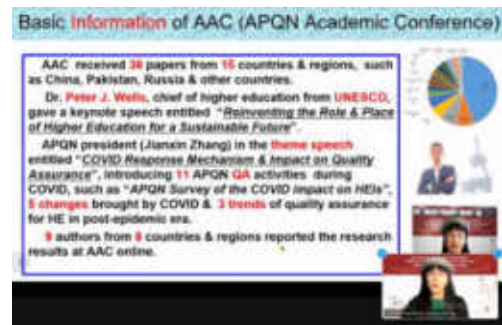 Basic Information of AAC (APQN Academic Conference)
AAC received 36 papers from 15 countries & regions, such
as China, Pakistan, Russia & other countries.
Dr. Peter J. Wells, chief of higher education from UNESCO,
gave a keynote speech entitled "Reinventing the Role & Place
of Higher Education for a Sustainable Future".
APQN president (Jianxin Zhang) in the theme speech
entitled "COVID Response Mechanism & Impact on Quality
Assurance", introducing 11 APQN QA activities during
COVID, such as "APQN Survey of the COVID Impact on HEIs",
5 changes brought by COVID & 3 trends of quality assurance
for HE in post-epidemic era.
9 authors from countries & regions reported the research
results at AAC online.